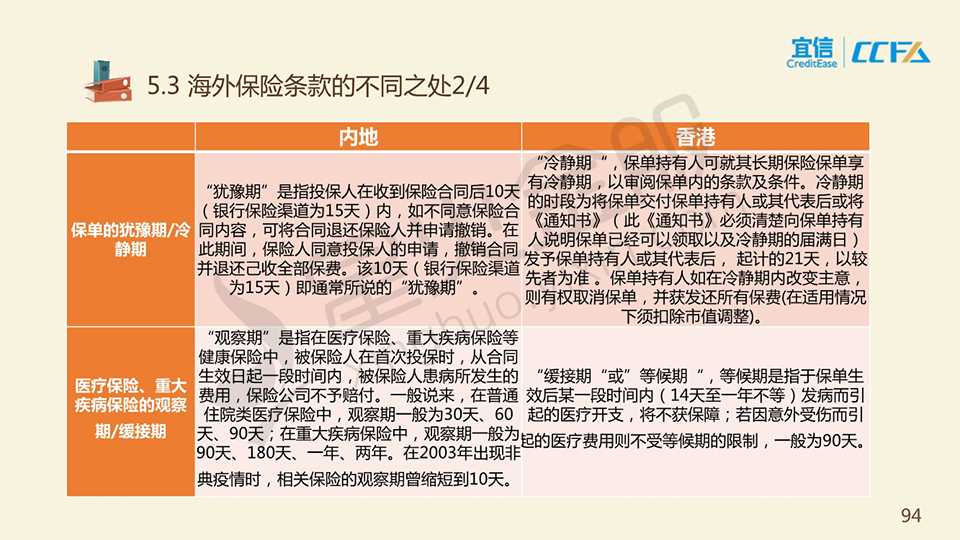 宜信
CreditEase
CCFA
5.3 海外保险条款的不同之处2/4
内地
香港
保单的犹豫期/冷
静期
“犹豫期”是指投保人在收到保险合同后10天
（银行保险渠道为15天）内，如不同意保险合
同内容，可将合同退还保险人并申请撤销。在
此期间，保险人同意投保人的申请，撤销合同
并退还己收全部保费。该10天（银行保险渠道
为15天）即通常所说的“犹豫期”。
“冷静期“，保单持有人可就其长期保险保单享
有冷静期，以审阅保单内的条款及条件。冷静期
的时段为将保单交付保单持有人或其代表后或将
《通知书》（此《通知书》必须清楚向保单持有
人说明保单已经可以领取以及冷静期的届满日）
发予保单持有人或其代表后， 起计的21天，以较
先者为准 。保单持有人如在冷静期内改变主意，
则有权取消保单，并获发还所有保费(在适用情况
下须扣除市值调整)。
医疗保险、重大
疾病保险的观察
期/缓接期
“观察期”是指在医疗保险、重大疾病保险等
健康保险中，被保险人在首次投保时，从合同
生效日起一段时间内，被保险人患病所发生的
费用，保险公司不予赔付。一般说来，在普通
住院类医疗保险中，观察期一般为30天、60
天、90天；在重大疾病保险中，观察期一般为
90天、180天、一年、两年。在2003年出现非
典疫情时，相关保险的观察期曾缩短到10天。
“缓接期“或”等候期“，等候期是指于保单生
效后某一段时间内（14天至一年不等）发病而引
起的医疗开支，将不获保障；若因意外受伤而引
起的医疗费用则不受等候期的限制，一般为90天。
94